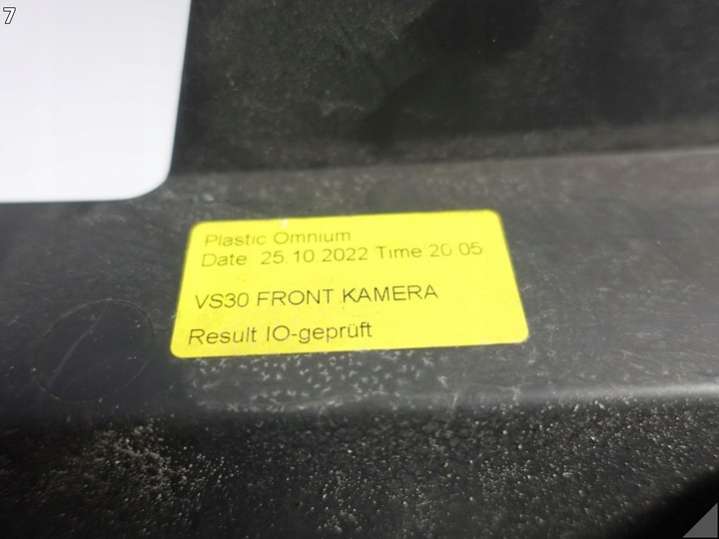 7
Plastic Omnium
Date 25.10.2022 Time 20 05
VS30 FRONT KAMERA
Result IO-geprüft